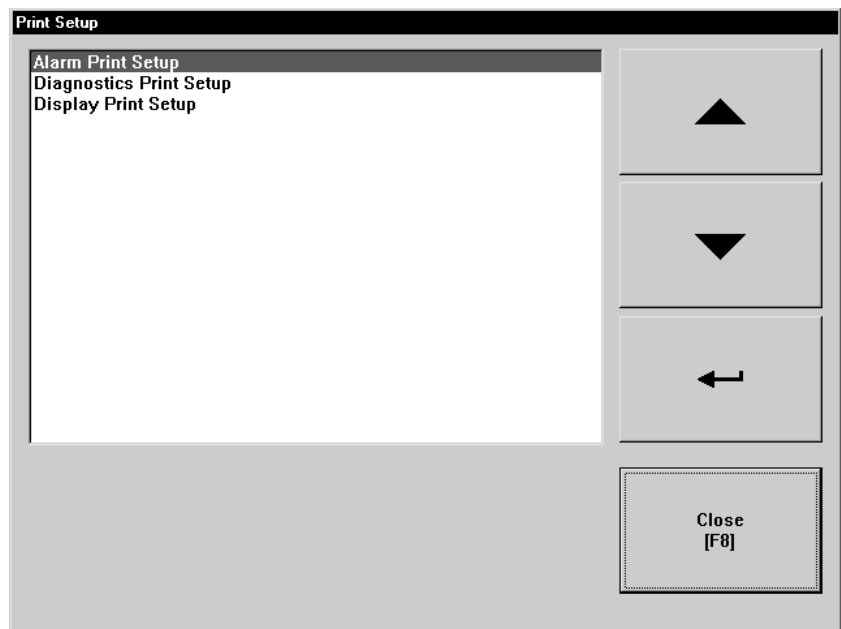 Print Setup
Alarm Print Setup
Diagnostics Print Setup
Display Print Setup
Close
[F8]